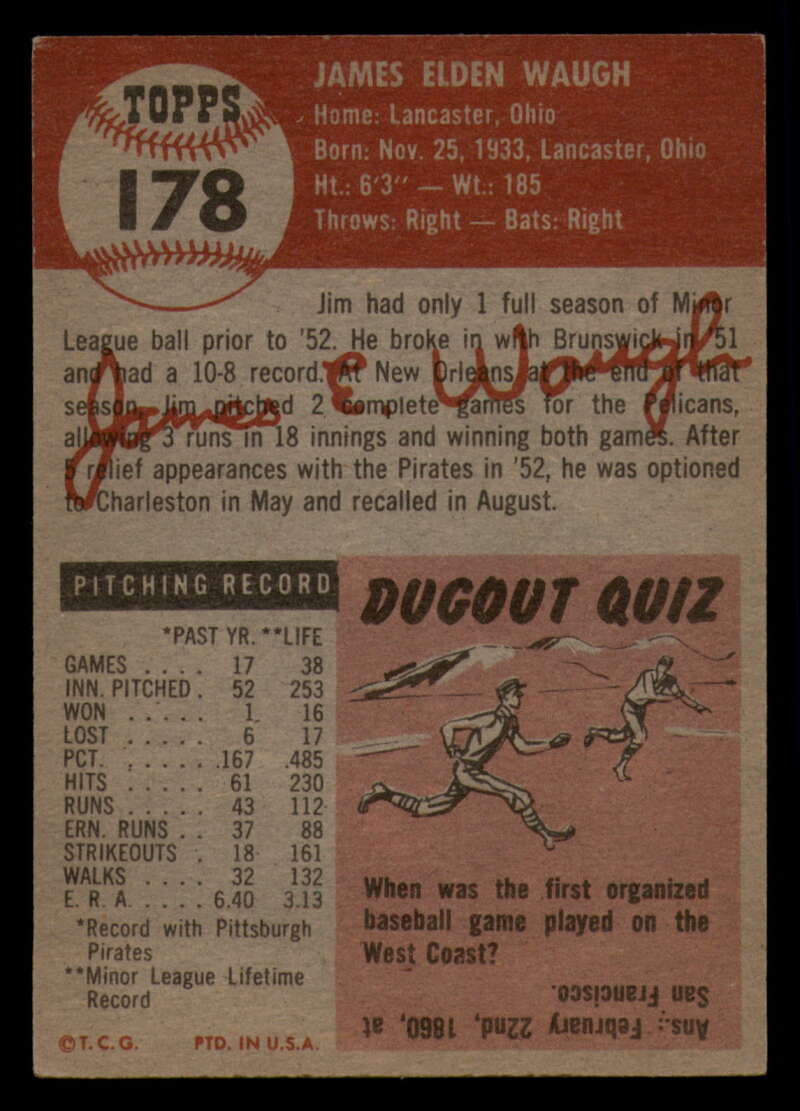 TOPPS
178
JAMES ELDEN WAUGH
Home: Lancaster, Ohio
Born: Nov. 25, 1933, Lancaster, Ohio
Ht.: 6'3" — Wt.: 185
Throws: Right — Bats: Right
Jim had only 1 full season of Minor
League ball prior to '52. He broke in with Brunswick in '51
and had a 10-8 record. At New Orleans at the end of that
season, Jim pitched 2 complete games for the Pelicans,
allowing 3 runs in 18 innings and winning both games. After
5 relief appearances with the Pirates in '52, he was optioned
to Charleston in May and recalled in August.
James E Waugh
PITCHING RECORD
*PAST YR. **LIFE
GAMES . . . . 17 38
INN. PITCHED . 52 253
WON . . . . . 1 16
LOST . . . . . 6 17
PCT. . . . . . .167 .485
HITS . . . . . 61 230
RUNS . . . . . 43 112
ERN. RUNS . . 37 88
STRIKEOUTS . 18 161
WALKS . . . . 32 132
E. R. A. . . . . 6.40 3.13
*Record with Pittsburgh
Pirates
**Minor League Lifetime
Record
©T.C.G. PTD. IN U.S.A.
DUGOUT QUIZ
When was the first organized
baseball game played on the
West Coast?
Ans.: February 22nd, 1860, at
San Francisco.